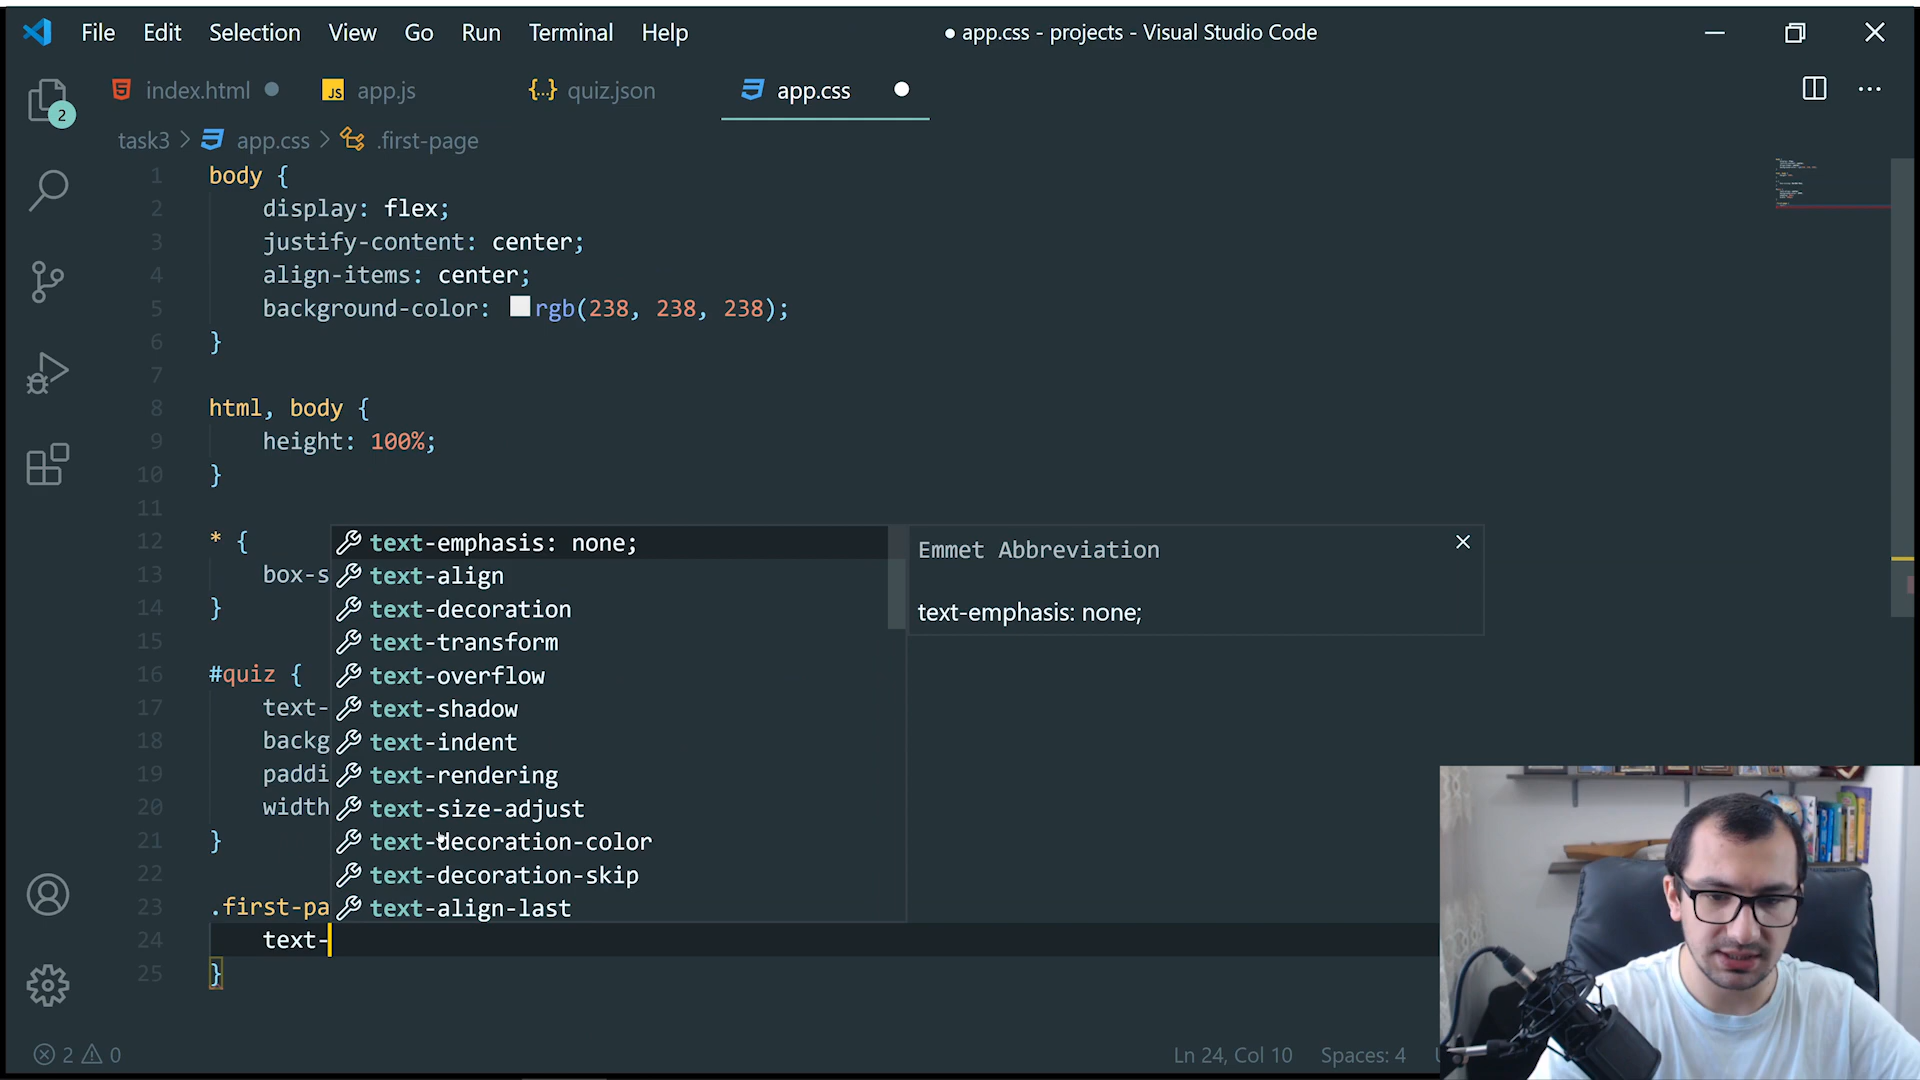 File Edit Selection View Go Run Terminal Help
● app.css - projects - Visual Studio Code
index.html
JS app.js
{..} quiz.json
app.css
2
task3 > app.css > .first-page
1 body {
2 display: flex;
3 justify-content: center;
4 align-items: center;
5 background-color: rgb(238, 238, 238);
6 }
7
8 html, body {
9 height: 100%;
10 }
11
12 * {
13 box-s
14 }
15
16 #quiz {
17 text-
18 backg
19 paddi
20 width
21 }
22
23 .first-pa
24 text-
25 }
text-emphasis: none;
text-align
text-decoration
text-transform
text-overflow
text-shadow
text-indent
text-rendering
text-size-adjust
text-decoration-color
text-decoration-skip
text-align-last
Emmet Abbreviation
text-emphasis: none;
2 0
Ln 24, Col 10 Spaces: 4